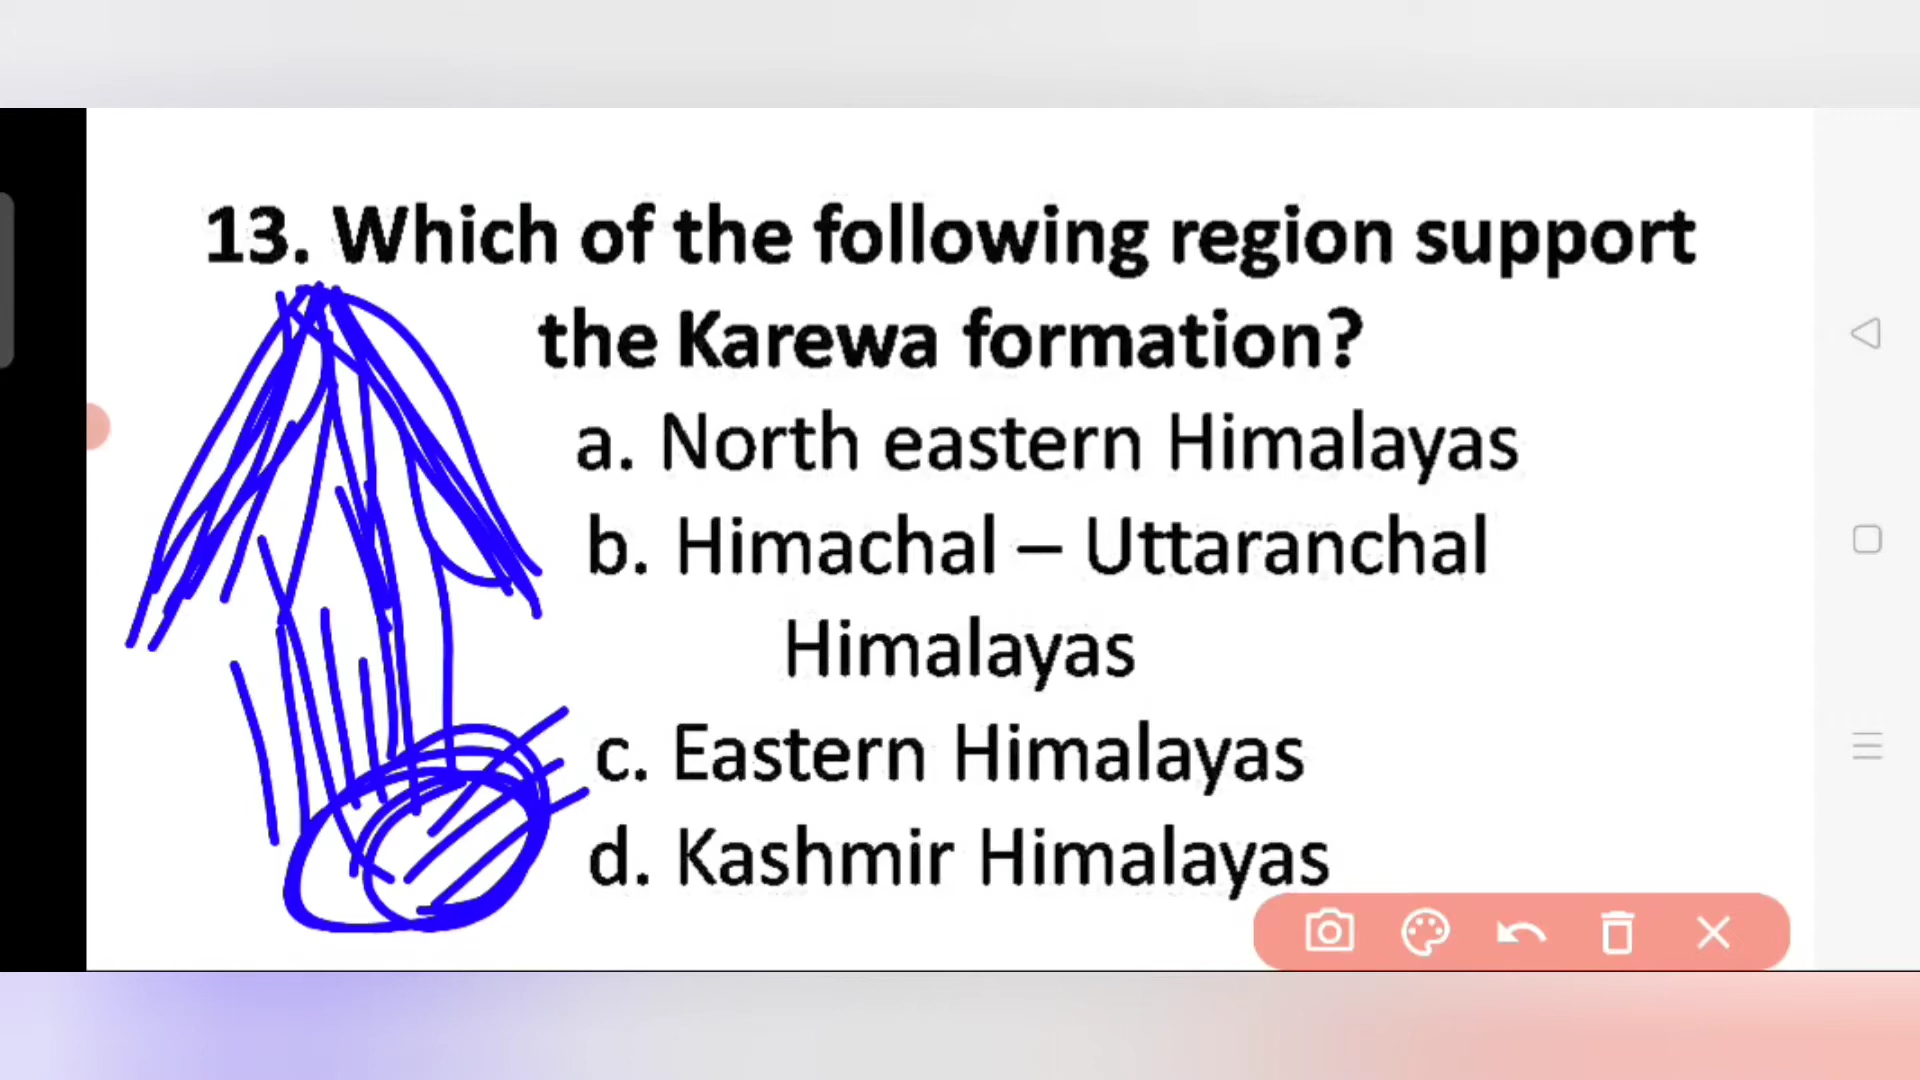 13. Which of the following region support
the Karewa formation?
a. North eastern Himalayas
b. Himachal – Uttaranchal
Himalayas
c. Eastern Himalayas
d. Kashmir Himalayas